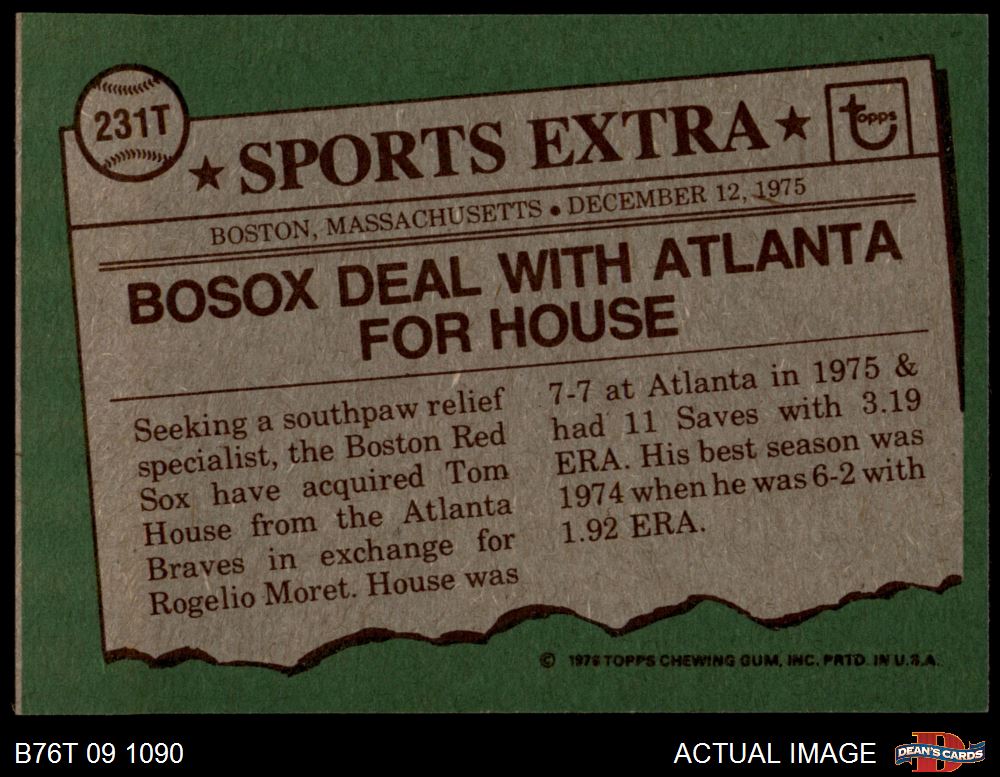 231T
★ SPORTS EXTRA ★
topps
BOSTON, MASSACHUSETTS • DECEMBER 12, 1975
BOSOX DEAL WITH ATLANTA
FOR HOUSE
Seeking a southpaw relief
specialist, the Boston Red
Sox have acquired Tom
House from the Atlanta
Braves in exchange for
Rogelio Moret. House was
7-7 at Atlanta in 1975 &
had 11 Saves with 3.19
ERA. His best season was
1974 when he was 6-2 with
1.92 ERA.
© 1976 TOPPS CHEWING GUM, INC. PRTD. IN U.S.A.
B76T 09 1090
ACTUAL IMAGE
D
DEAN'S CARDS